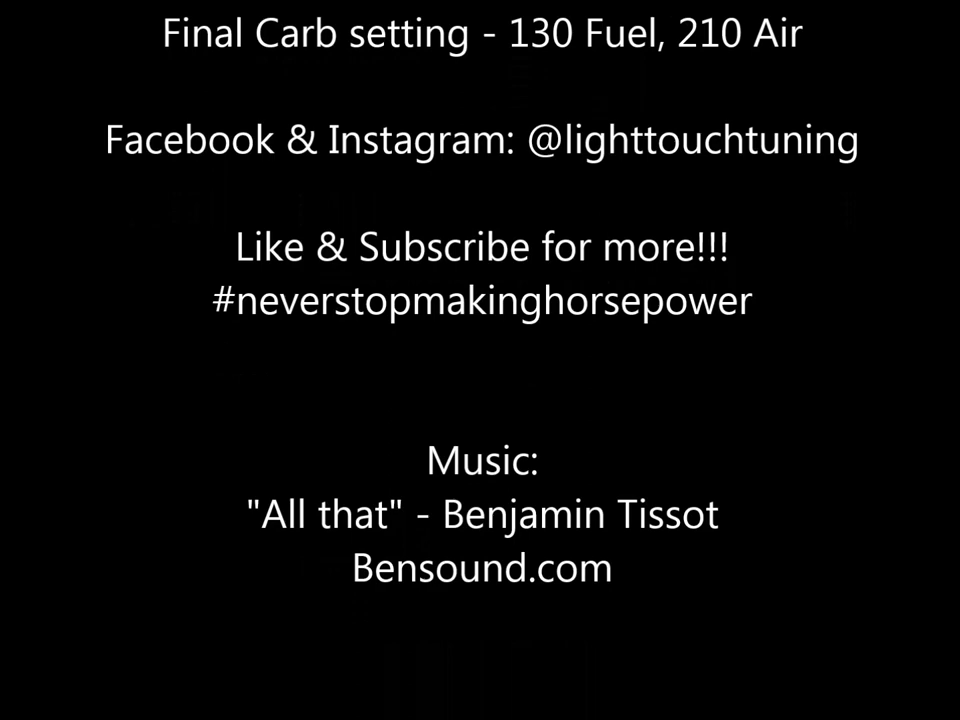 Final Carb setting - 130 Fuel, 210 Air
Facebook & Instagram: @lighttouchtuning
Like & Subscribe for more!!!
#neverstopmakinghorsepower
Music:
"All that" - Benjamin Tissot
Bensound.com